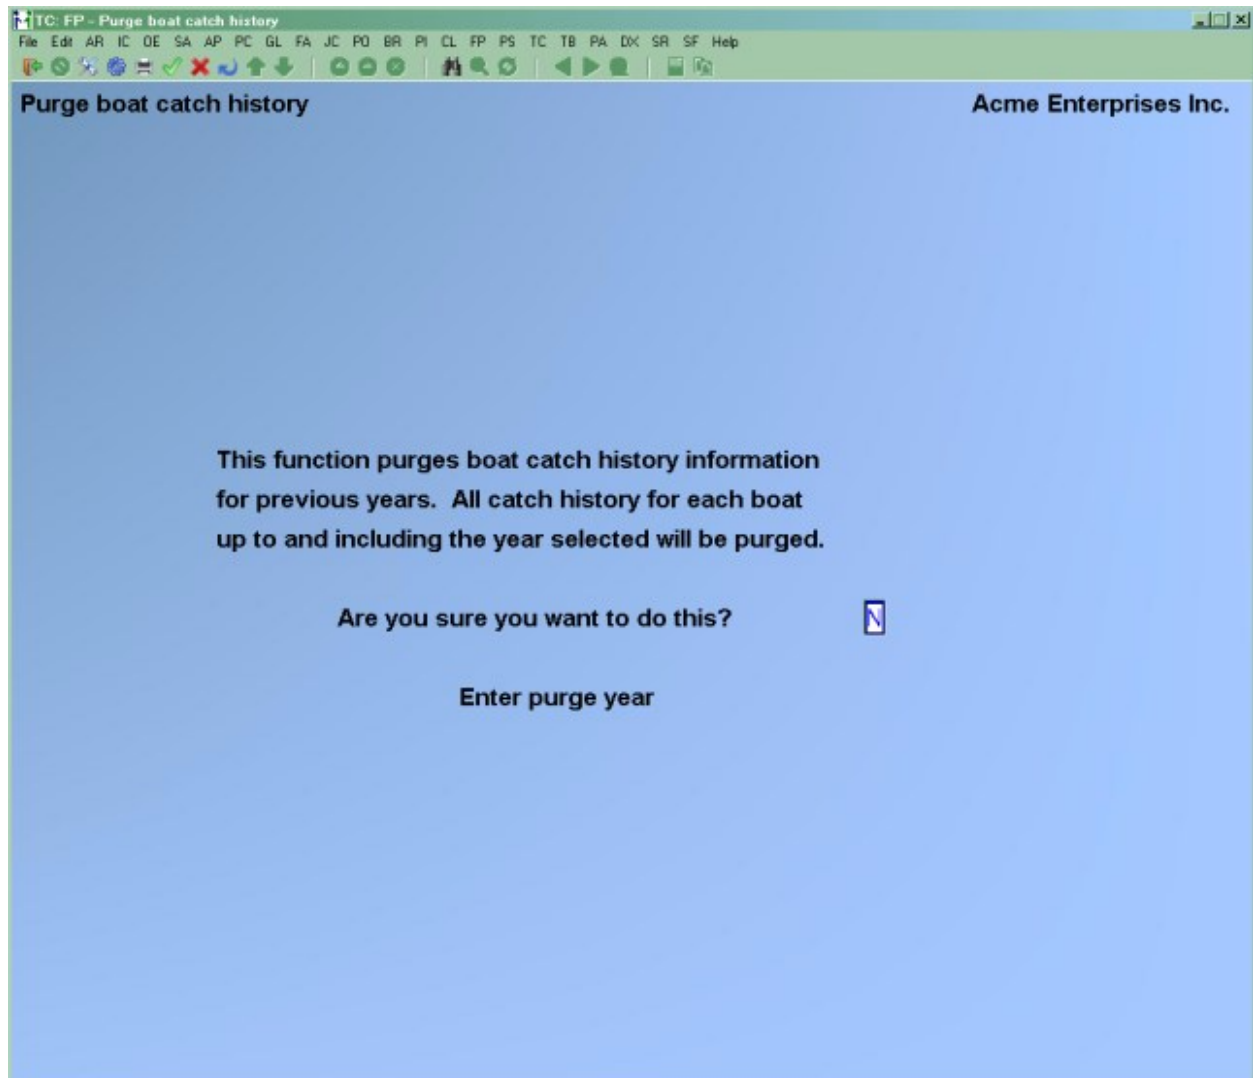 TC: FP - Purge boat catch history
File Edit AR IC OE SA AP PC GL FA JC PO BR PI CL FP PS TC TB PA DX SR SF Help
Purge boat catch history
Acme Enterprises Inc.
This function purges boat catch history information
for previous years. All catch history for each boat
up to and including the year selected will be purged.
Are you sure you want to do this? N
Enter purge year